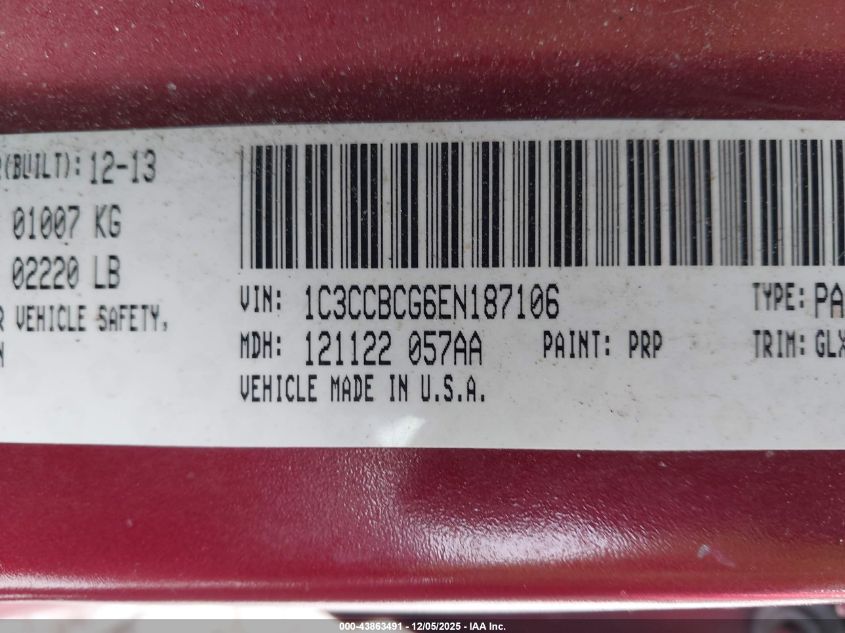 (BUILT): 12-13
01007 KG
02220 LB
VEHICLE SAFETY,
VIN: 1C3CCBCG6EN187106
TYPE: PA
MDH: 121122 057AA
PAINT: PRP
TRIM: GLX
VEHICLE MADE IN U.S.A.
000-43863491 - 12/05/2025 - IAA Inc.